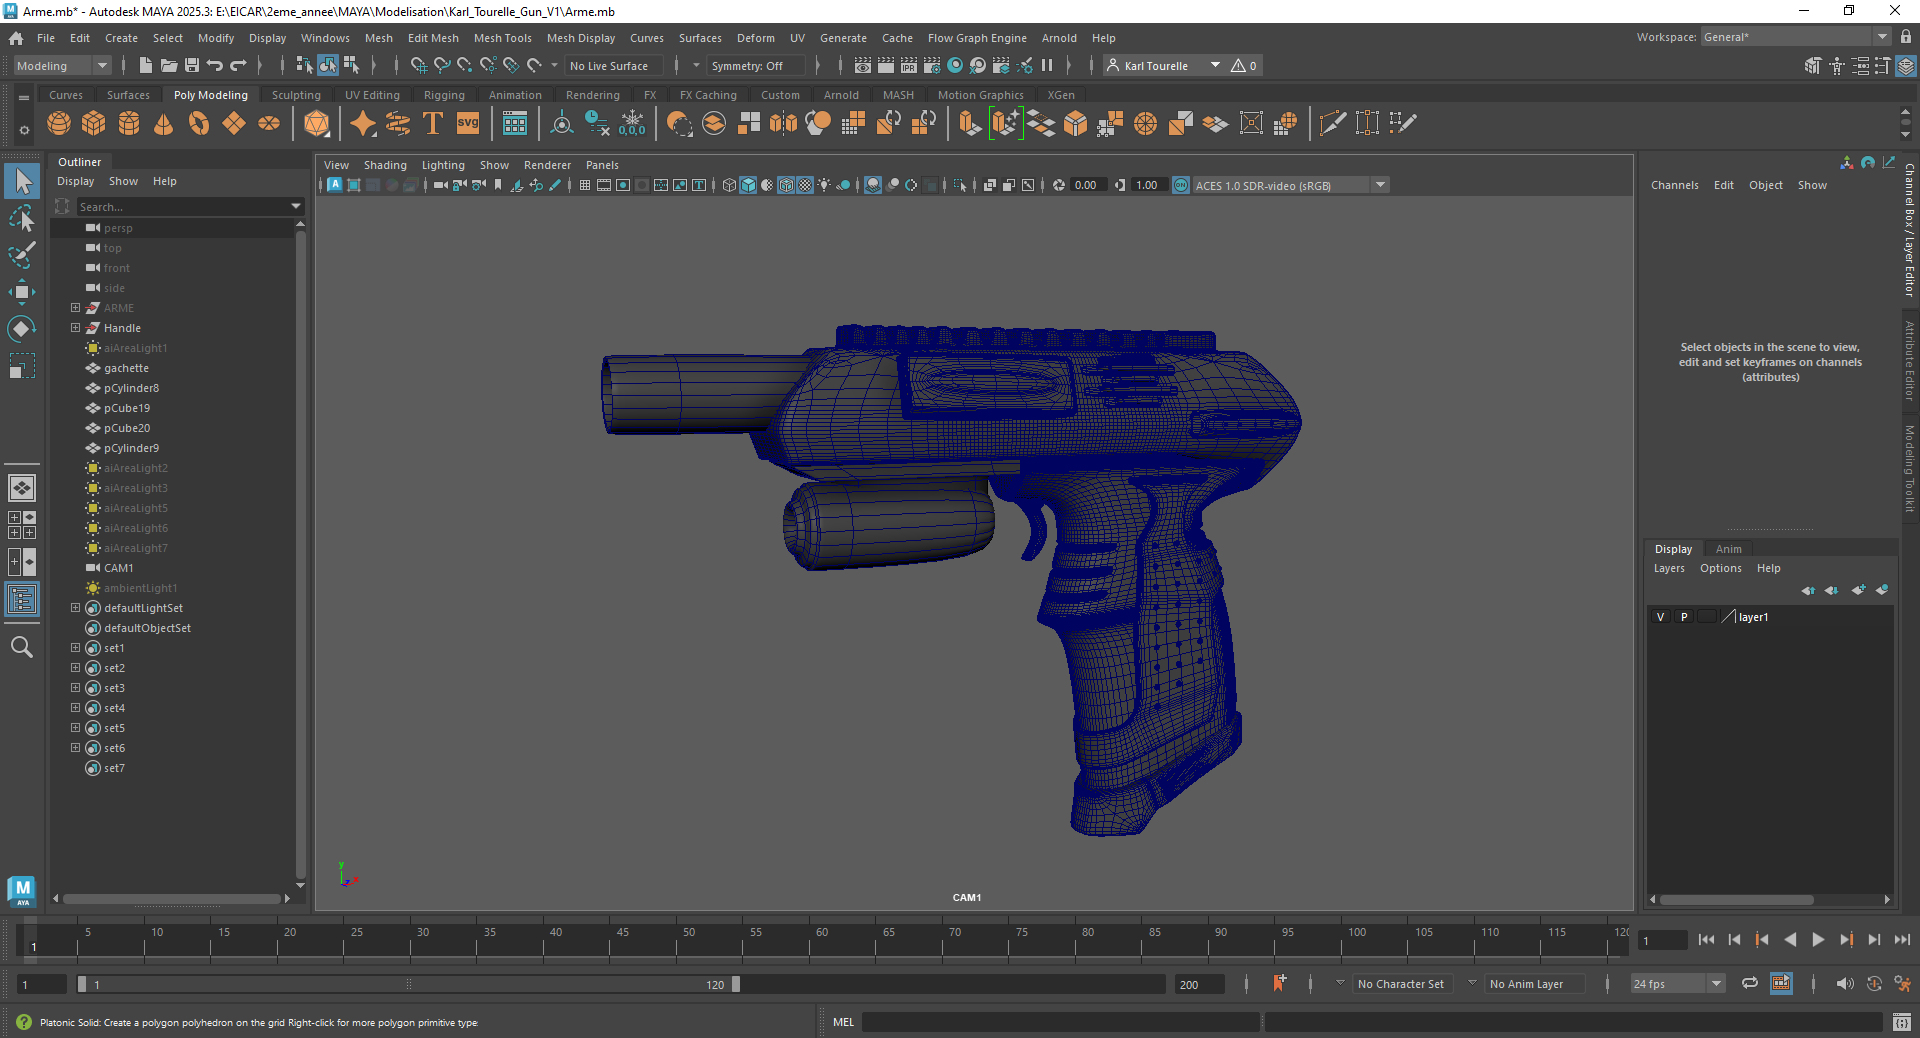 Arme.mb* - Autodesk MAYA 2025.3: E:\EICAR\2eme_annee\MAYA\Modelisation\Karl_Tourelle_Gun_V1\Arme.mb
File Edit Create Select Modify Display Windows Mesh Edit Mesh Mesh Tools Mesh Display Curves Surfaces Deform UV Generate Cache Flow Graph Engine Arnold Help
Workspace: General*
Modeling No Live Surface Symmetry: Off IPR Karl Tourelle 0
Curves Surfaces Poly Modeling Sculpting UV Editing Rigging Animation Rendering FX FX Caching Custom Arnold MASH Motion Graphics XGen
T SVG 0,0,0
Outliner
Display Show Help
Search...
persp
top
front
side
ARME
Handle
aiAreaLight1
gachette
pCylinder8
pCube19
pCube20
pCylinder9
aiAreaLight2
aiAreaLight3
aiAreaLight5
aiAreaLight6
aiAreaLight7
CAM1
ambientLight1
defaultLightSet
defaultObjectSet
set1
set2
set3
set4
set5
set6
set7
M
AYA
View Shading Lighting Show Renderer Panels
0.00 1.00 ON ACES 1.0 SDR-video (sRGB)
y
z x
CAM1
Channels Edit Object Show
Select objects in the scene to view,
edit and set keyframes on channels
(attributes)
Channel Box / Layer Editor
Attribute Editor
Modeling Toolkit
Display Anim
Layers Options Help
V P layer1
1 5 10 15 20 25 30 35 40 45 50 55 60 65 70 75 80 85 90 95 100 105 110 115 120
1
1 1 120 200 No Character Set No Anim Layer 24 fps
Platonic Solid: Create a polygon polyhedron on the grid Right-click for more polygon primitive type
MEL